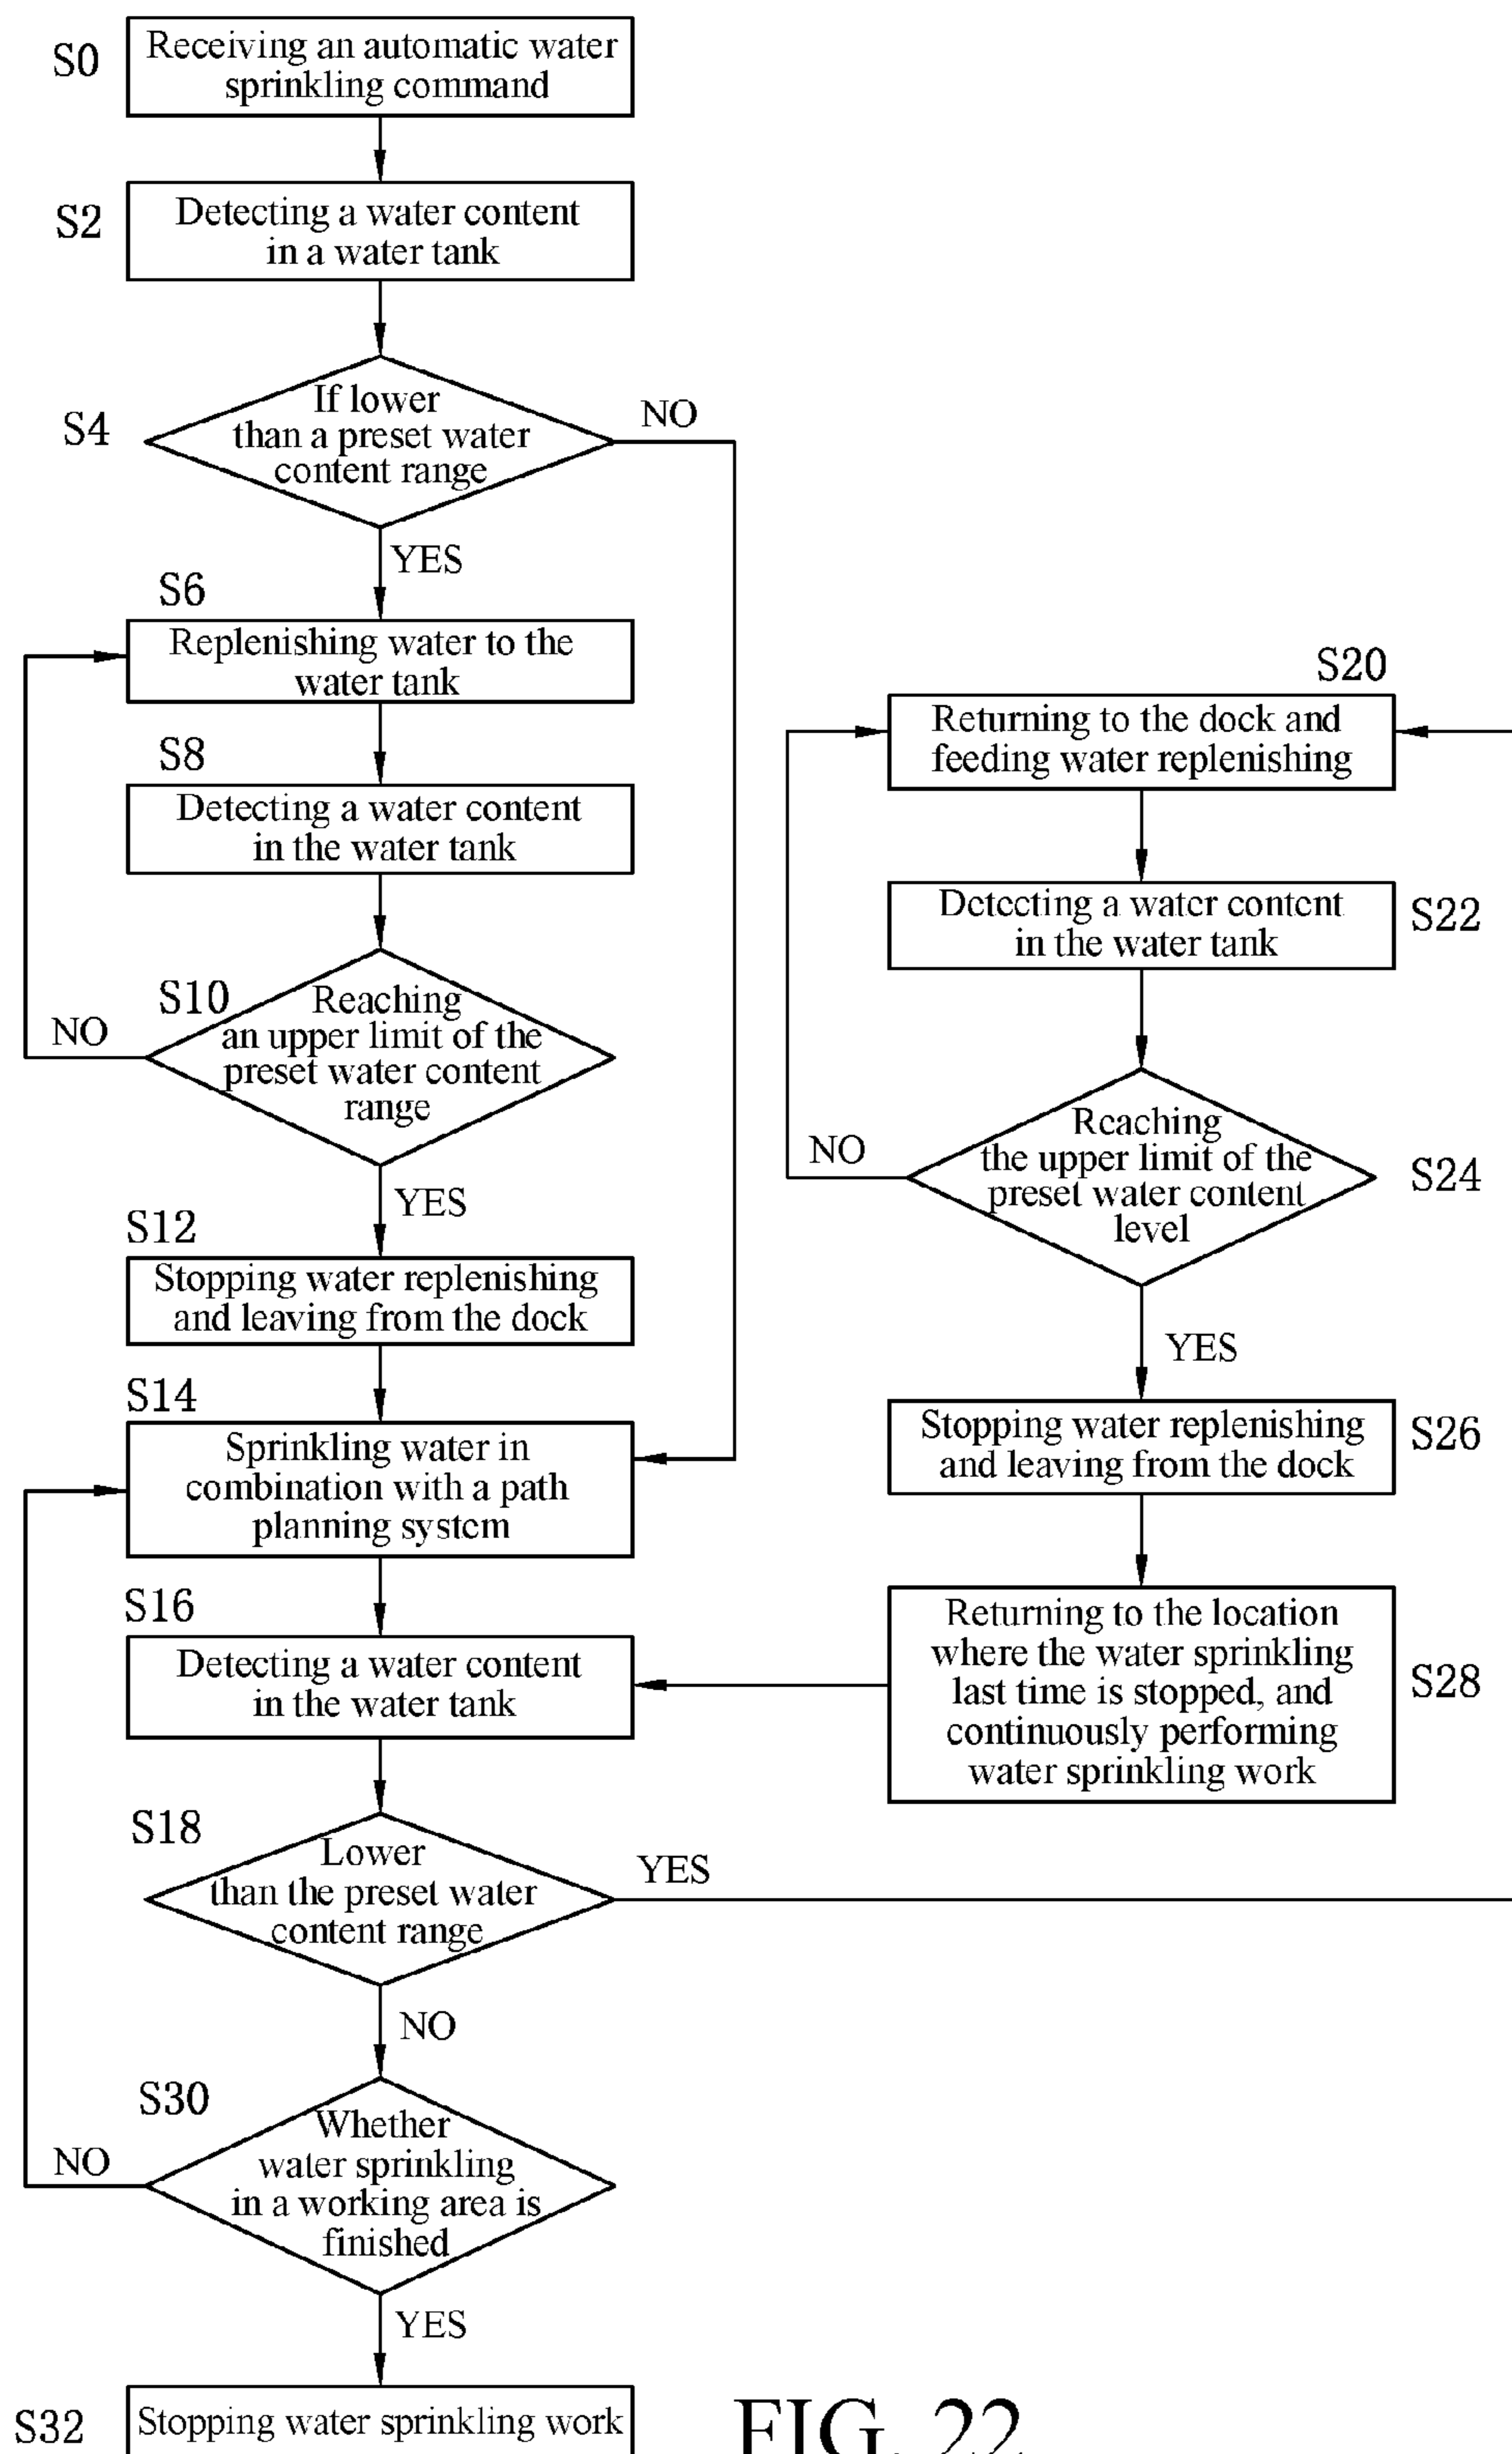 S0
Receiving an automatic water
sprinkling command
S2
Detecting a water content
in a water tank
S4
If lower
than a preset water
content range
NO
YES
S6
Replenishing water to the
water tank
S8
Detecting a water content
in the water tank
S10
Reaching
an upper limit of the
preset water content
range
NO
YES
S12
Stopping water replenishing
and leaving from the dock
S14
Sprinkling water in
combination with a path
planning system
S16
Detecting a water content
in the water tank
S18
Lower
than the preset water
content range
YES
NO
S20
Returning to the dock and
feeding water replenishing
S22
Detecting a water content
in the water tank
S24
Reaching
the upper limit of the
preset water content
level
NO
YES
S26
Stopping water replenishing
and leaving from the dock
S28
Returning to the location
where the water sprinkling
last time is stopped, and
continuously performing
water sprinkling work
S30
Whether
water sprinkling
in a working area is
finished
NO
YES
S32
Stopping water sprinkling work
FIG. 22